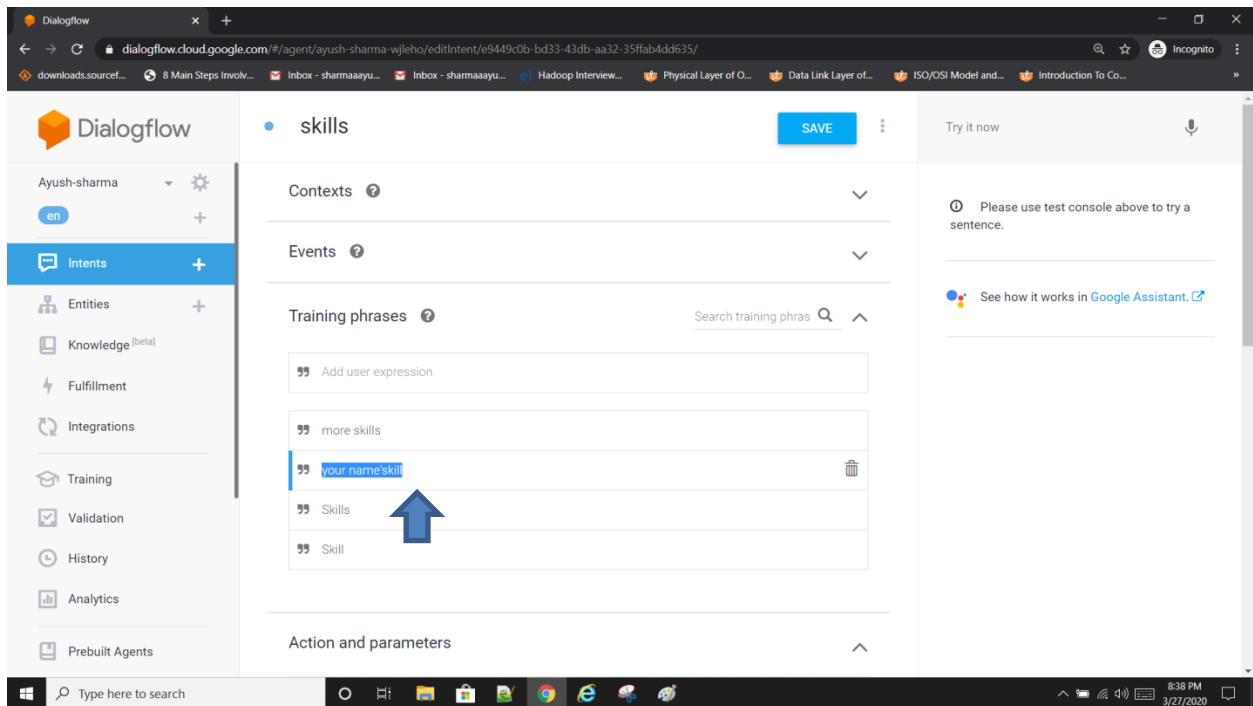 Dialogflow
dialogflow.cloud.google.com/#/agent/ayush-sharma-wjleho/editIntent/e9449c0b-bd33-43db-aa32-35ffab4dd635/
Incognito
downloads.sourcef... 8 Main Steps Involv... Inbox - sharmaaayu... Inbox - sharmaaayu... Hadoop Interview... Physical Layer of O... Data Link Layer of... ISO/OSI Model and... Introduction To Co... »
Dialogflow
skills
SAVE
Try it now
Ayush-sharma
en
+
Intents +
Entities +
Knowledge [beta]
Fulfillment
Integrations
Training
Validation
History
Analytics
Prebuilt Agents
Contexts
Events
Training phrases
Search training phras
Add user expression
more skills
your name'skill
Skills
Skill
Action and parameters
Please use test console above to try a
sentence.
See how it works in Google Assistant.
Type here to search
8:38 PM
3/27/2020